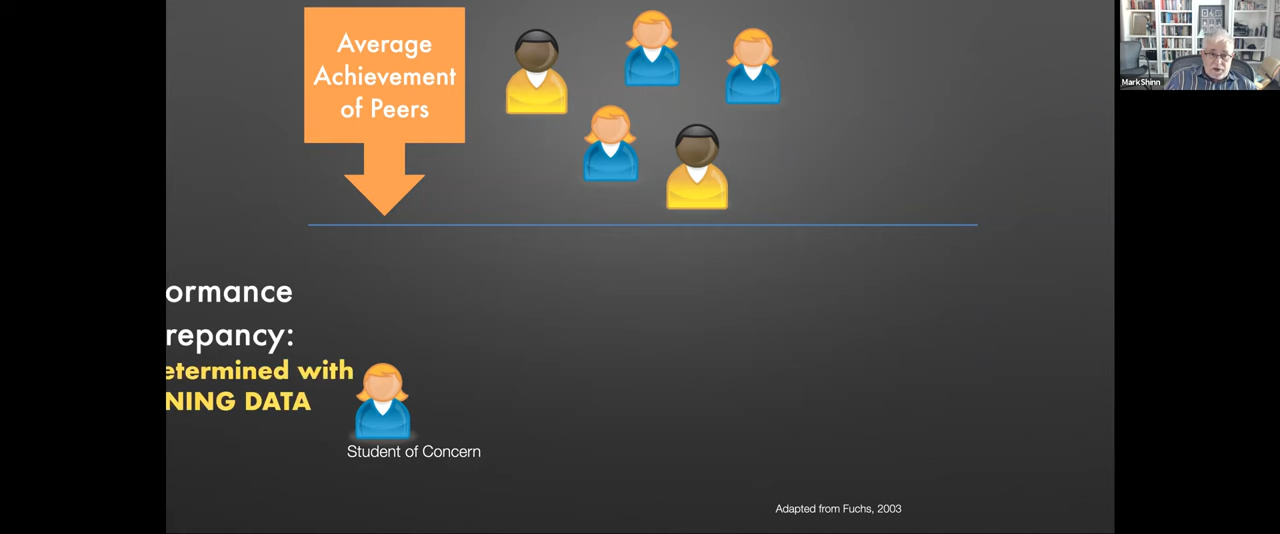 Average
Achievement
of Peers
Mark Shinn
ormance
repancy:
etermined with
NING DATA
Student of Concern
Adapted from Fuchs, 2003